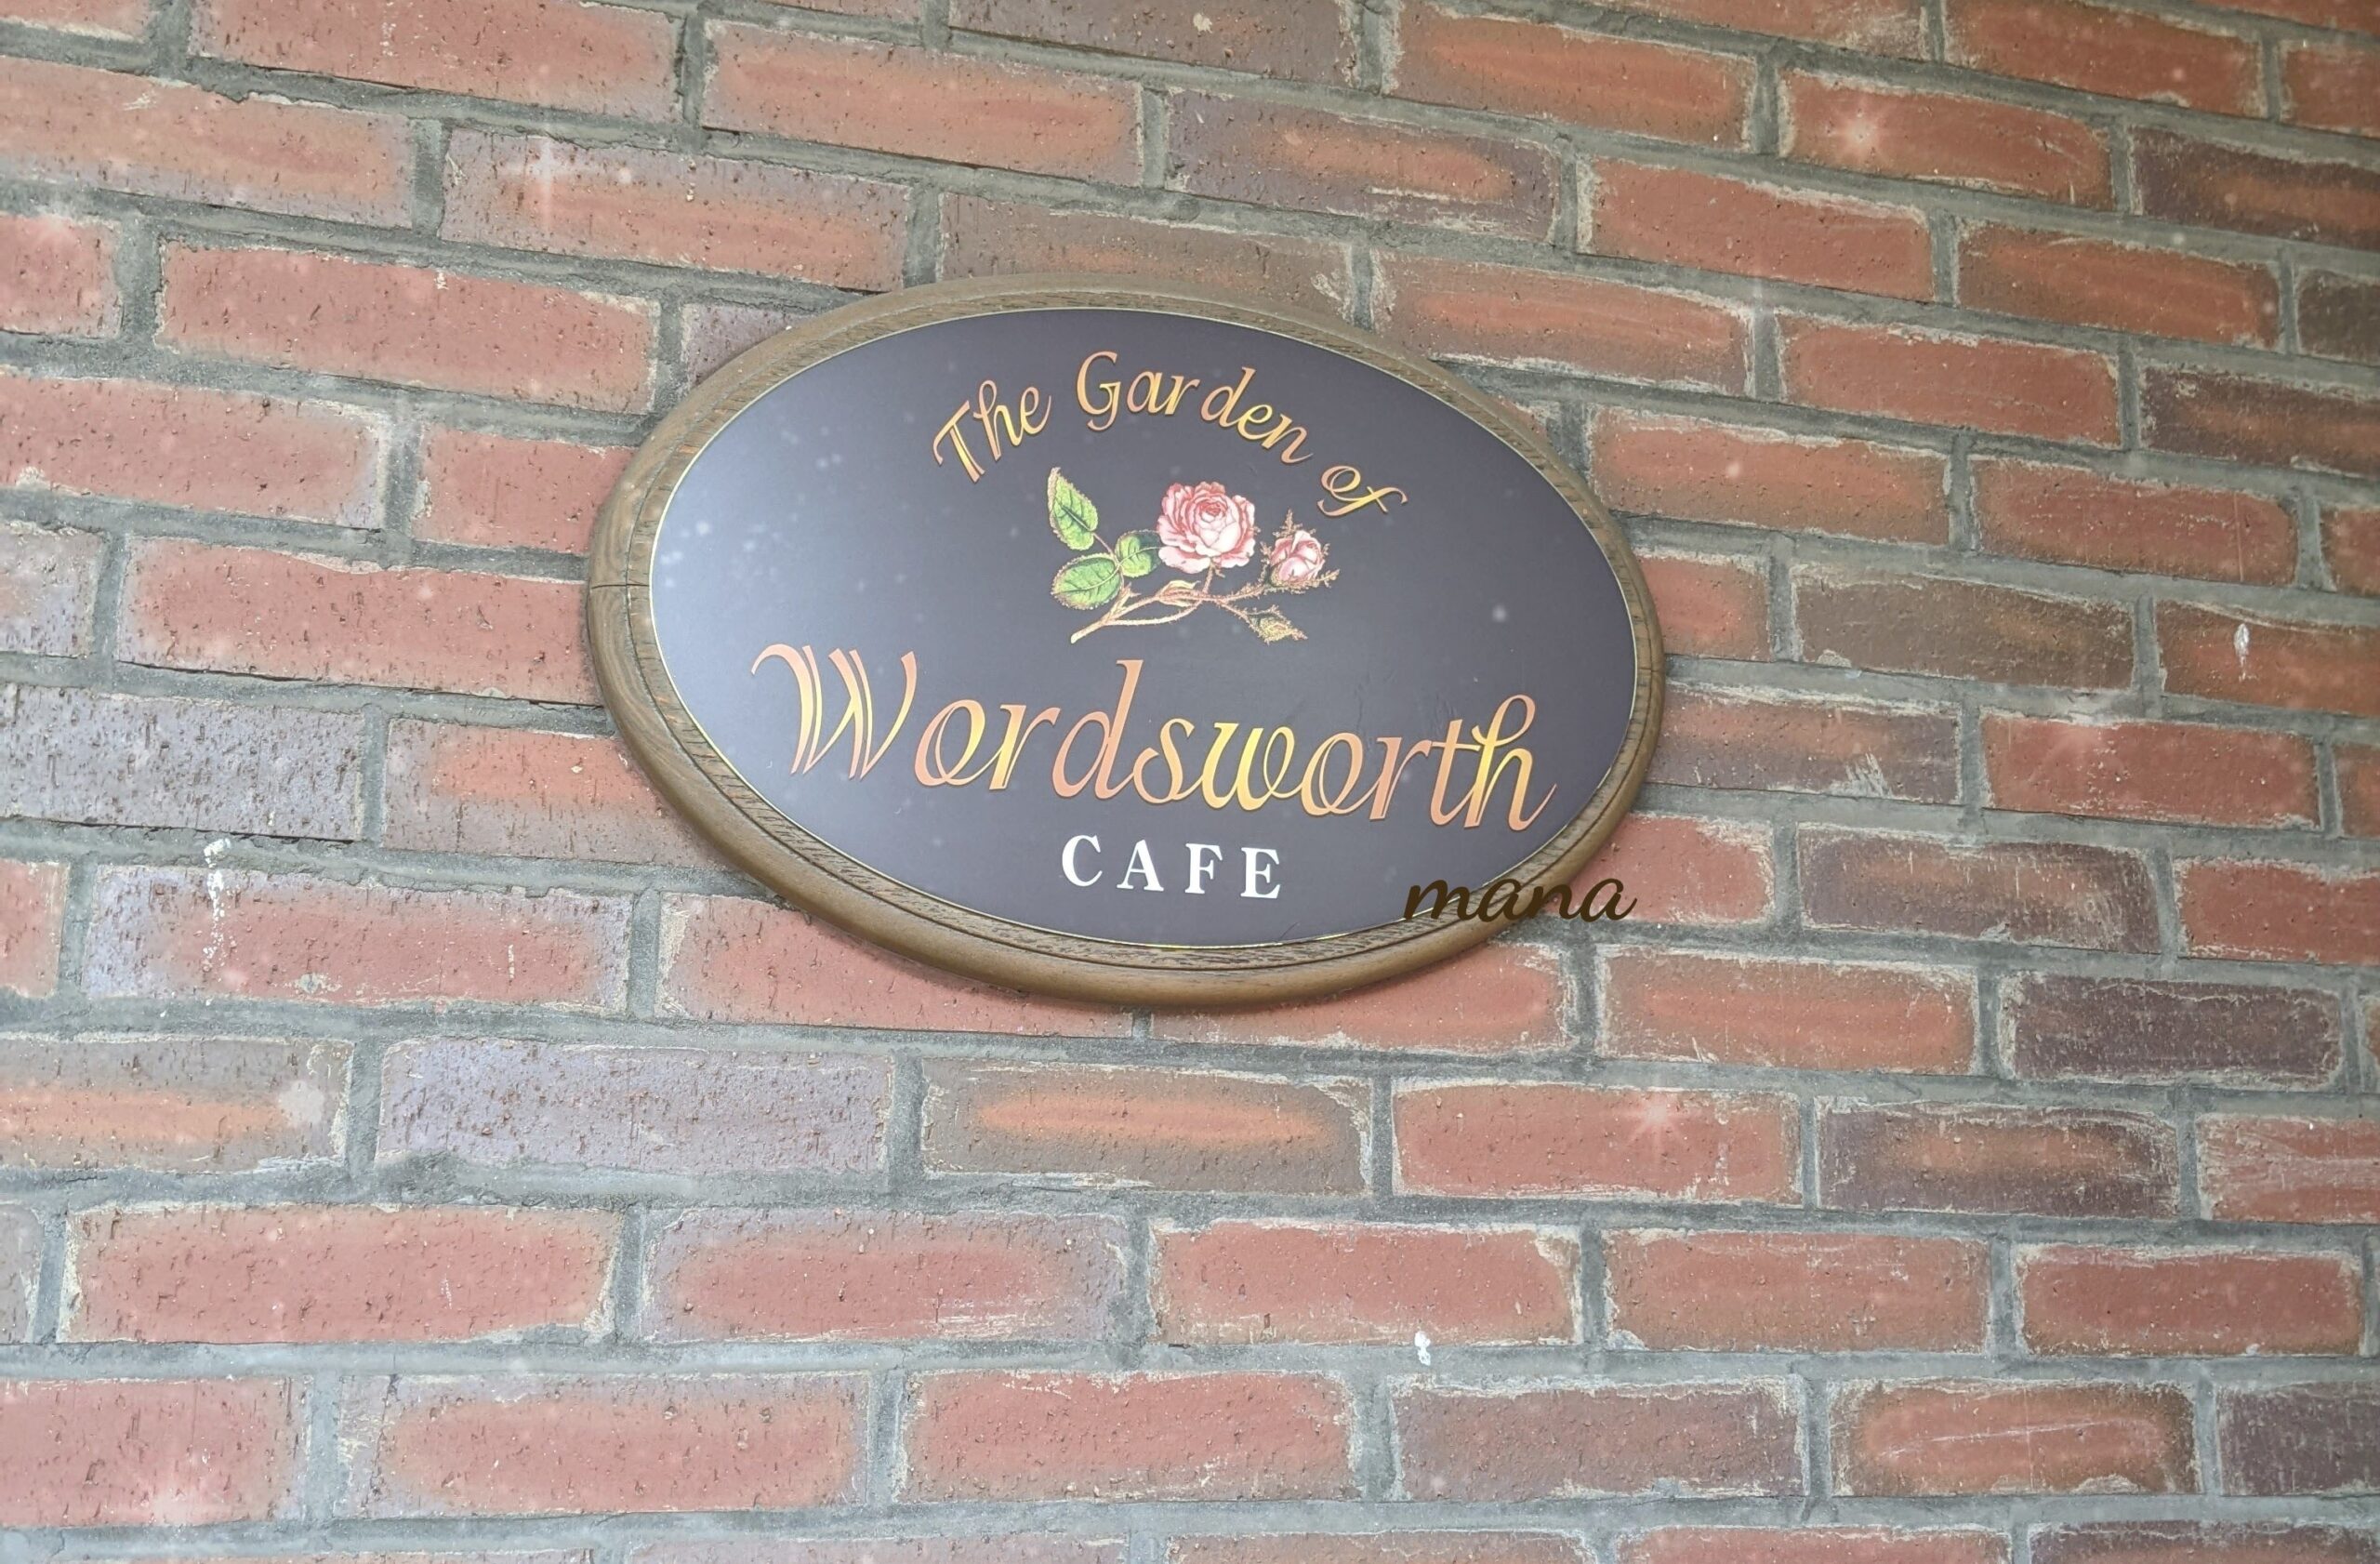 The Garden of
Wordsworth
CAFE
mana